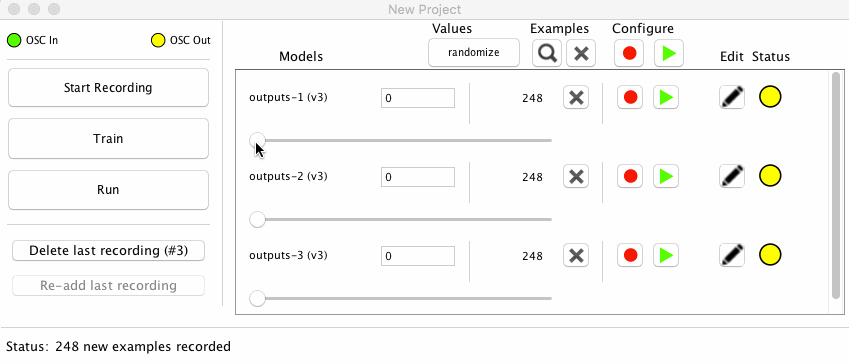 New Project
OSC In
OSC Out
Values
Examples
Configure
Models
randomize
Edit
Status
Start Recording
Train
Run
Delete last recording (#3)
Re-add last recording
outputs-1 (v3)
0
248
outputs-2 (v3)
0
248
outputs-3 (v3)
0
248
Status: 248 new examples recorded